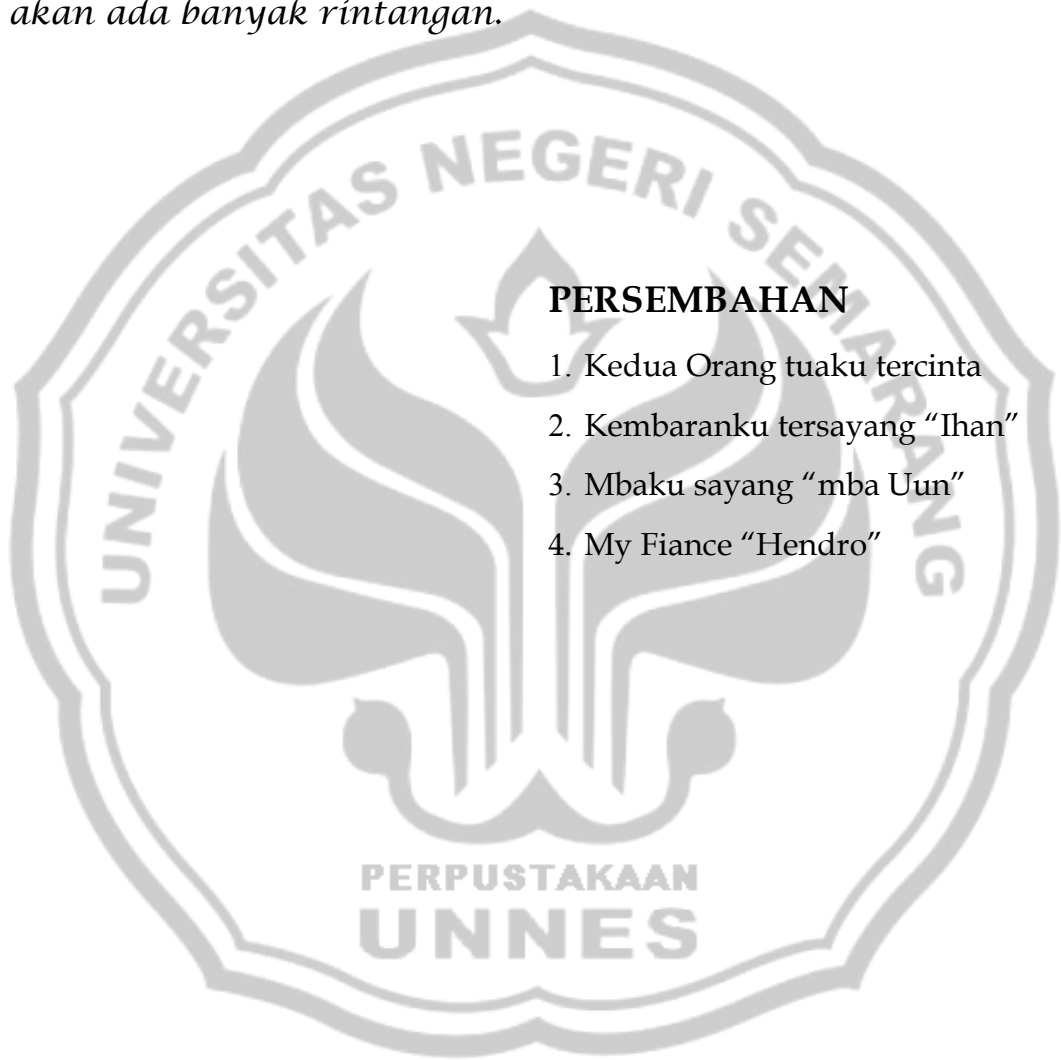 akan ada banyak rintangan.
UNIVERSITAS NEGERI SEMARANG
PERSEMBAHAN
1. Kedua Orang tuaku tercinta
2. Kembaranku tersayang “Ihan”
3. Mbaku sayang “mba Uun”
4. My Fiance “Hendro”
PERPUSTAKAAN
UNNES